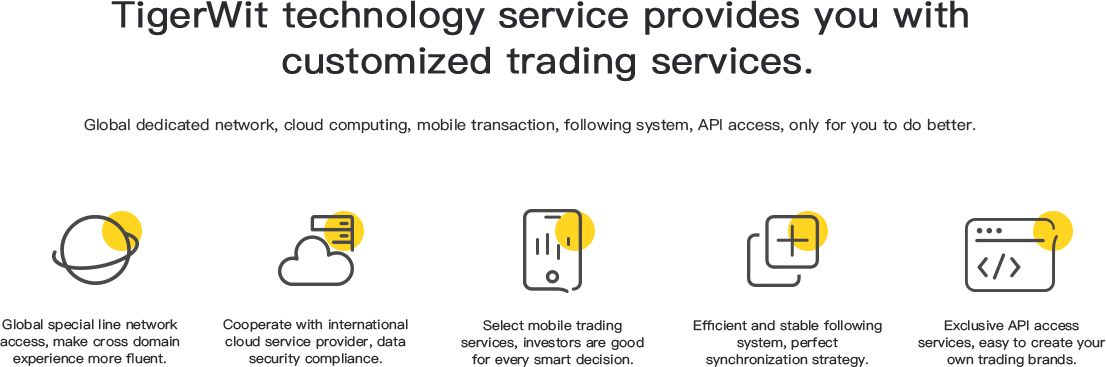 TigerWit technology service provides you with
customized trading services.
Global dedicated network, cloud computing, mobile transaction, following system, API access, only for you to do better.
Global special line network
access, make cross domain
experience more fluent.
Cooperate with international
cloud service provider, data
security compliance.
Select mobile trading
services, investors are good
for every smart decision.
Efficient and stable following
system, perfect
synchronization strategy.
Exclusive API access
services, easy to create your
own trading brands.